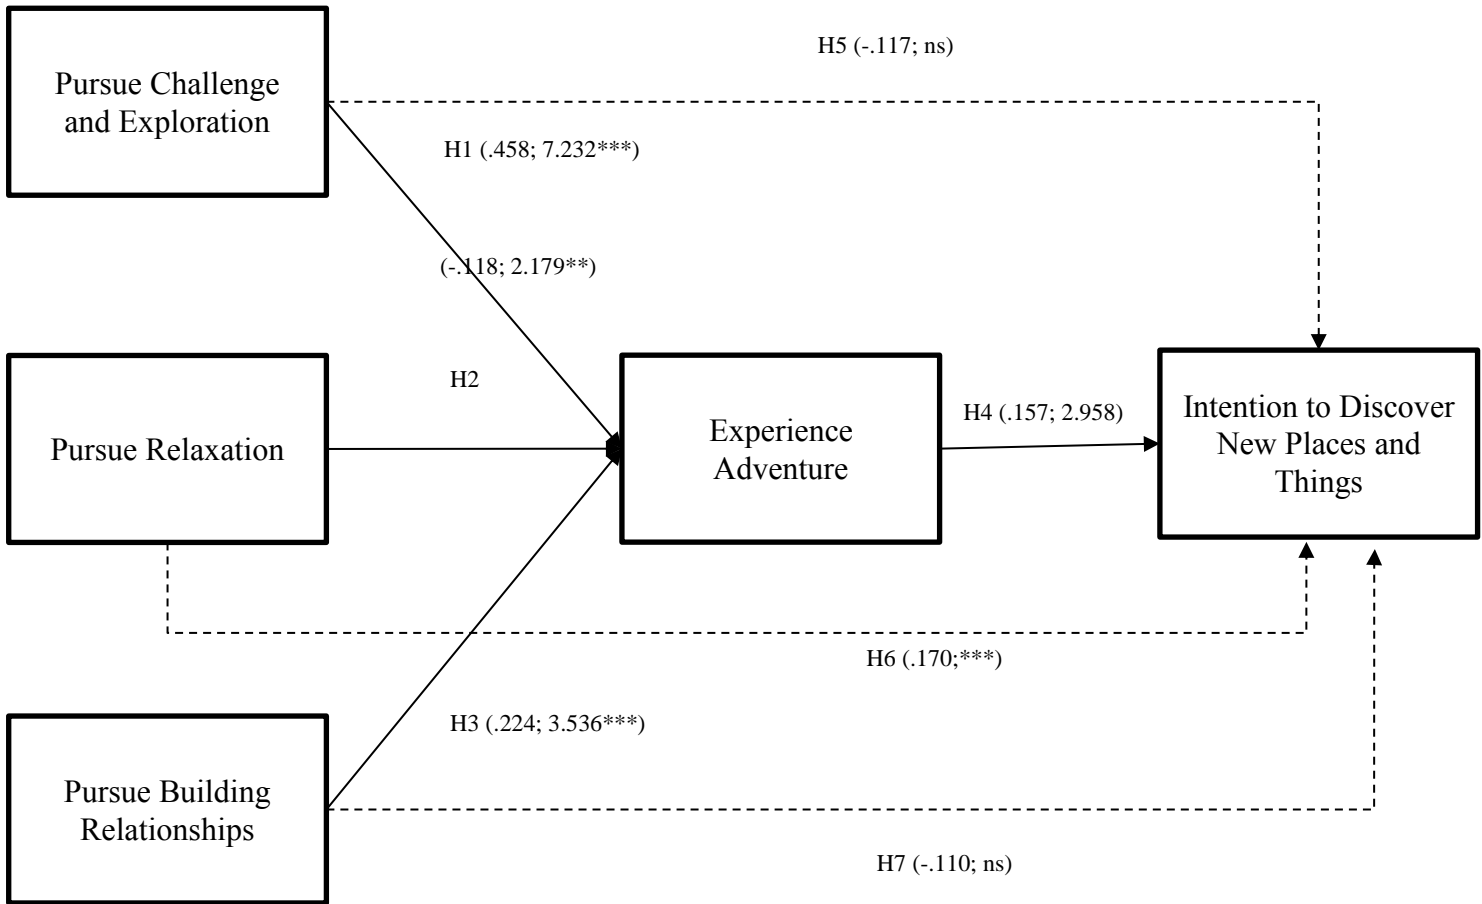 H5 (-.117; ns)
Pursue Challenge
and Exploration
H1 (.458; 7.232***)
(-.118; 2.179**)
H2
Pursue Relaxation
Experience
Adventure
H4 (.157; 2.958)
Intention to Discover
New Places and
Things
H6 (.170;***)
H3 (.224; 3.536***)
Pursue Building
Relationships
H7 (-.110; ns)